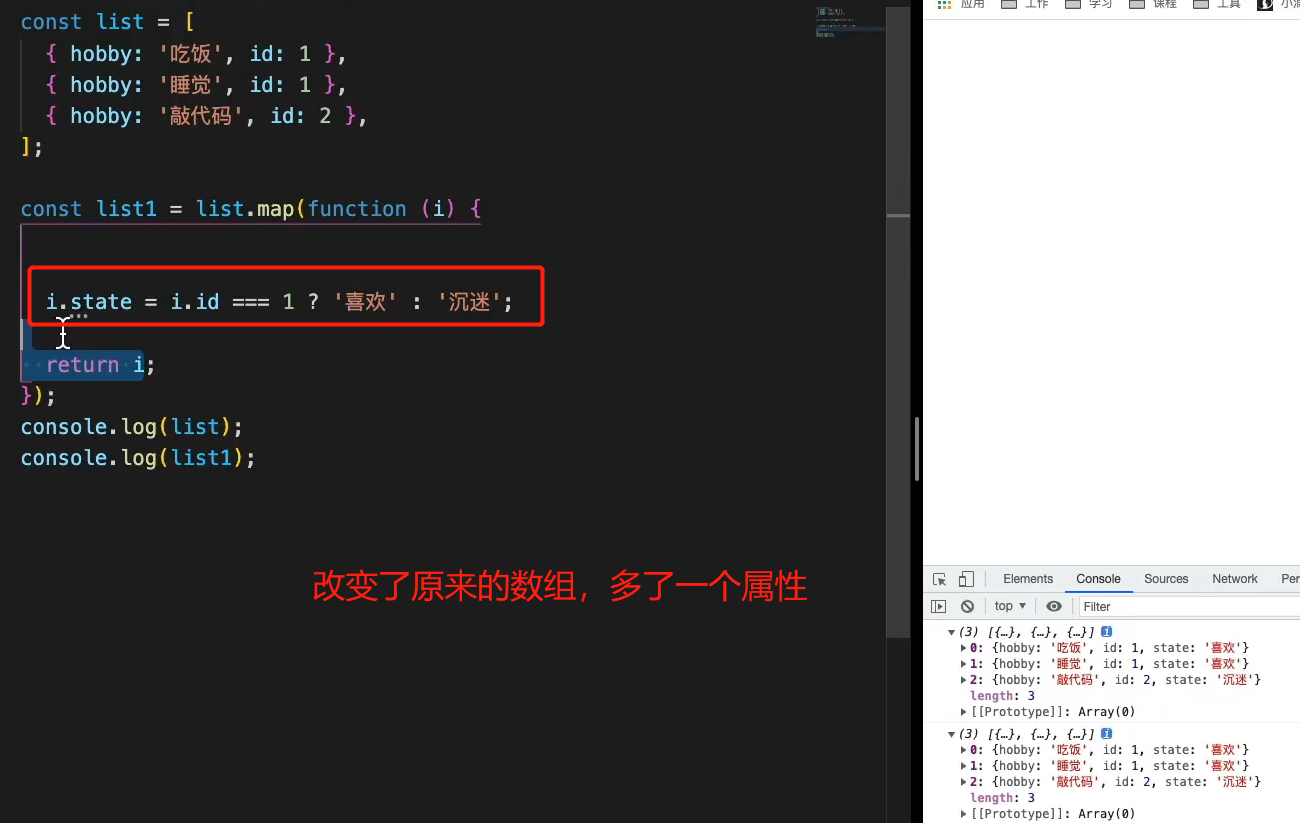 const list = [
{ hobby: '吃饭', id: 1 },
{ hobby: '睡觉', id: 1 },
{ hobby: '敲代码', id: 2 },
];
const list1 = list.map(function (i) {
i.state = i.id === 1 ? '喜欢' : '沉迷';
return i;
});
console.log(list);
console.log(list1);
改变了原来的数组，多了一个属性
应用 工作 学习 课程 工具
Elements Console Sources Network Per
top Filter
(3) [{…}, {…}, {…}]
0: {hobby: '吃饭', id: 1, state: '喜欢'}
1: {hobby: '睡觉', id: 1, state: '喜欢'}
2: {hobby: '敲代码', id: 2, state: '沉迷'}
length: 3
[[Prototype]]: Array(0)
(3) [{…}, {…}, {…}]
0: {hobby: '吃饭', id: 1, state: '喜欢'}
1: {hobby: '睡觉', id: 1, state: '喜欢'}
2: {hobby: '敲代码', id: 2, state: '沉迷'}
length: 3
[[Prototype]]: Array(0)